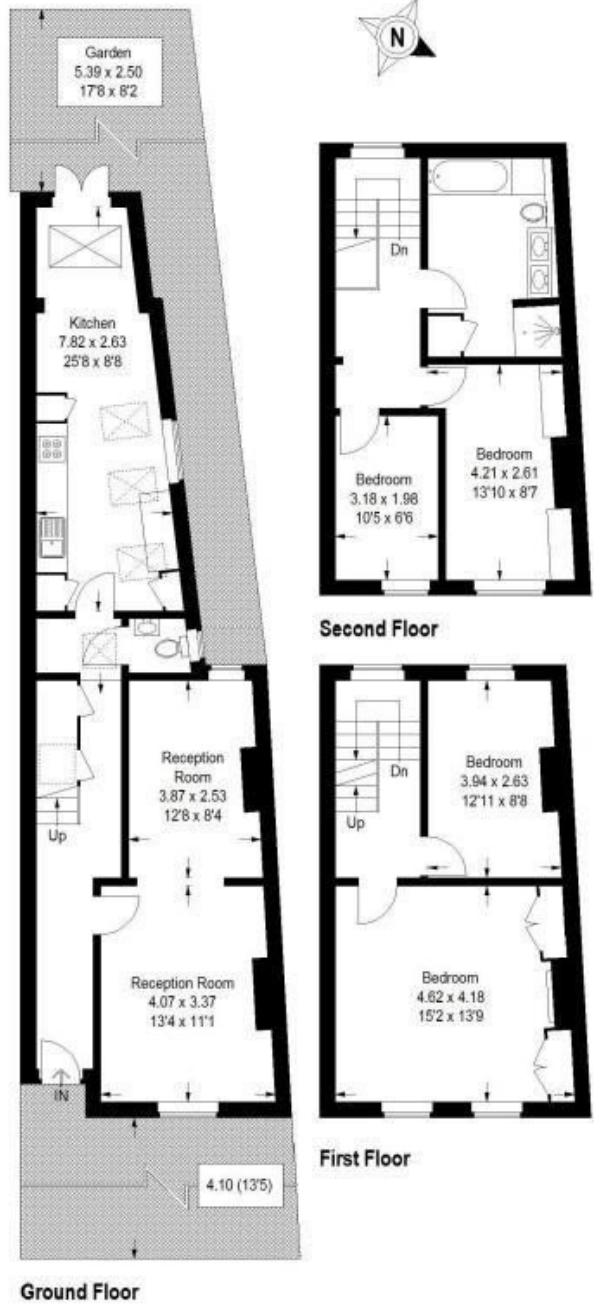 Garden
5.39 x 2.50
17'8 x 8'2
N
Kitchen
7.82 x 2.63
25'8 x 8'8
Up
Reception
Room
3.87 x 2.53
12'8 x 8'4
Reception Room
4.07 x 3.37
13'4 x 11'1
IN
4.10 (13'5)
Ground Floor
Dn
Bedroom
3.18 x 1.98
10'5 x 6'6
Bedroom
4.21 x 2.61
13'10 x 8'7
Second Floor
Dn
Up
Bedroom
3.94 x 2.63
12'11 x 8'8
Bedroom
4.62 x 4.18
15'2 x 13'9
First Floor